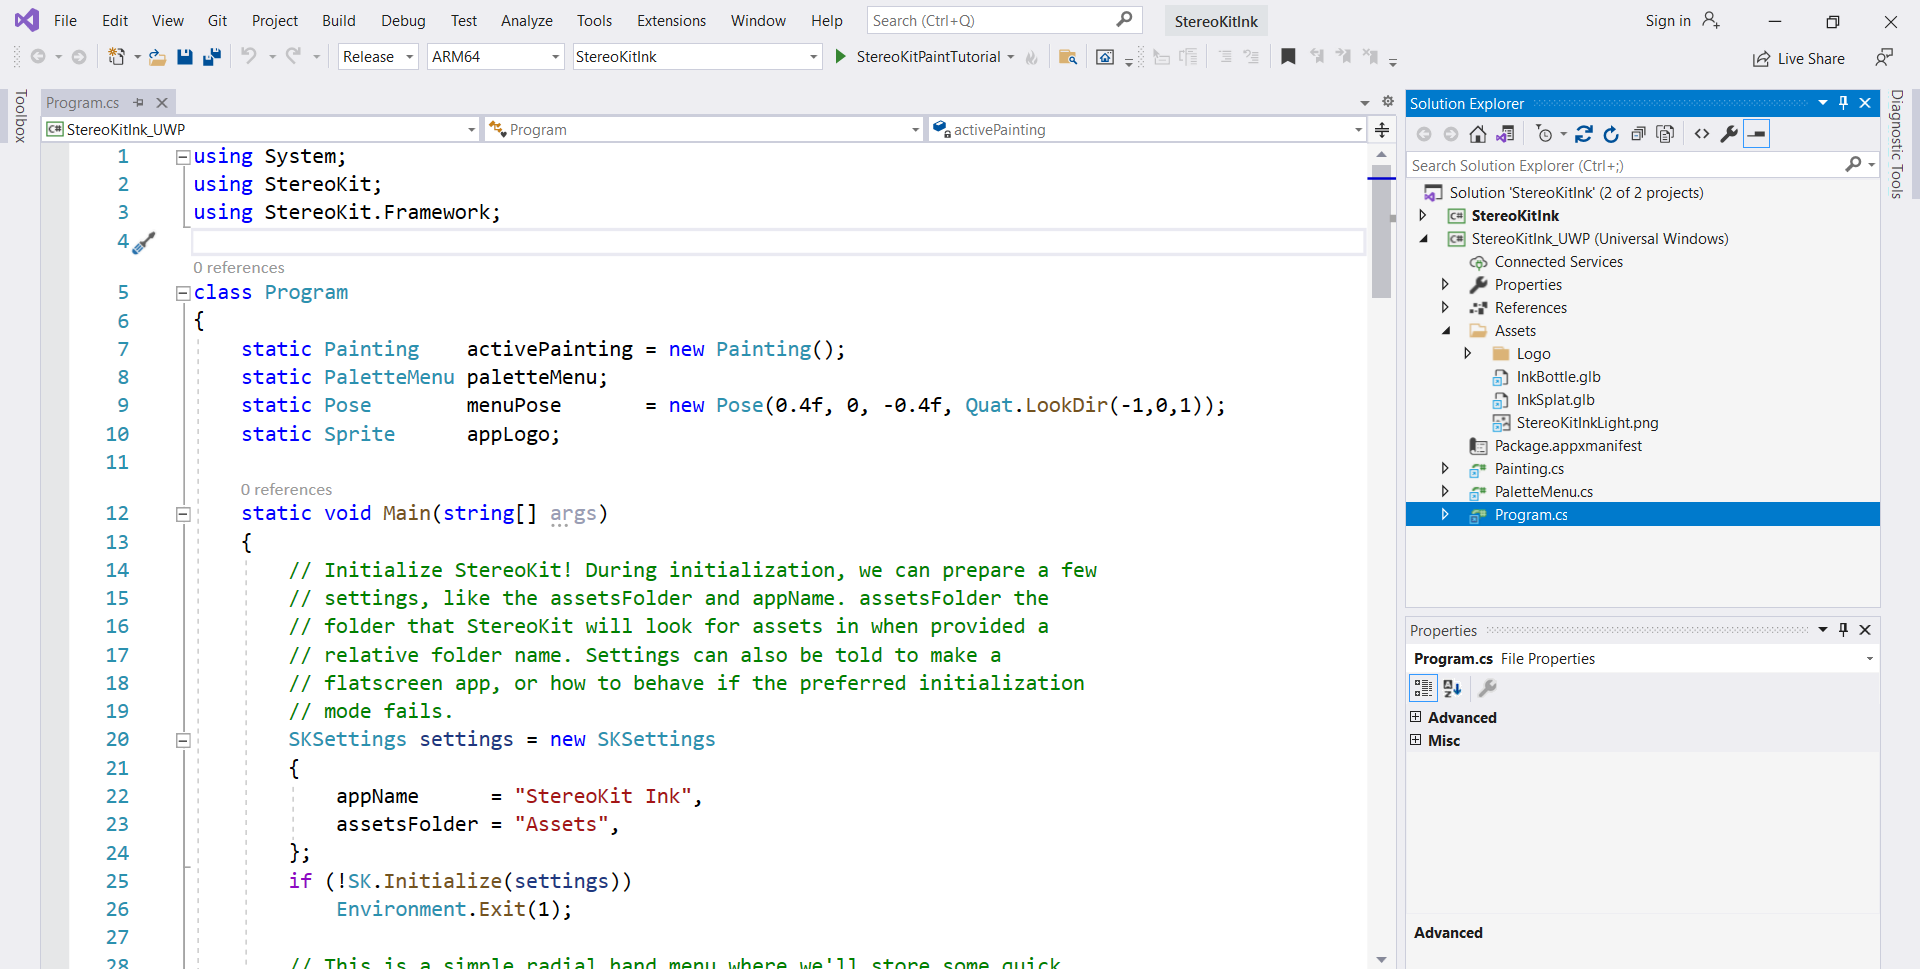 File Edit View Git Project Build Debug Test Analyze Tools Extensions Window Help Search (Ctrl+Q) StereoKitInk Sign in
Release ARM64 StereoKitInk StereoKitPaintTutorial Live Share
Toolbox
Program.cs
StereoKitInk_UWP Program activePainting
1 using System;
2 using StereoKit;
3 using StereoKit.Framework;
4
0 references
5 class Program
6 {
7 static Painting activePainting = new Painting();
8 static PaletteMenu paletteMenu;
9 static Pose menuPose = new Pose(0.4f, 0, -0.4f, Quat.LookDir(-1,0,1));
10 static Sprite appLogo;
11
0 references
12 static void Main(string[] args)
13 {
14 // Initialize StereoKit! During initialization, we can prepare a few
15 // settings, like the assetsFolder and appName. assetsFolder the
16 // folder that StereoKit will look for assets in when provided a
17 // relative folder name. Settings can also be told to make a
18 // flatscreen app, or how to behave if the preferred initialization
19 // mode fails.
20 SKSettings settings = new SKSettings
21 {
22 appName = "StereoKit Ink",
23 assetsFolder = "Assets",
24 };
25 if (!SK.Initialize(settings))
26 Environment.Exit(1);
27
28 // This is a simple radial hand menu where we'll store some quick
Solution Explorer
Search Solution Explorer (Ctrl+;)
Solution 'StereoKitInk' (2 of 2 projects)
StereoKitInk
StereoKitInk_UWP (Universal Windows)
Connected Services
Properties
References
Assets
Logo
InkBottle.glb
InkSplat.glb
StereoKitInkLight.png
Package.appxmanifest
Painting.cs
PaletteMenu.cs
Program.cs
Properties
Program.cs File Properties
Advanced
Misc
Advanced
Diagnostic Tools